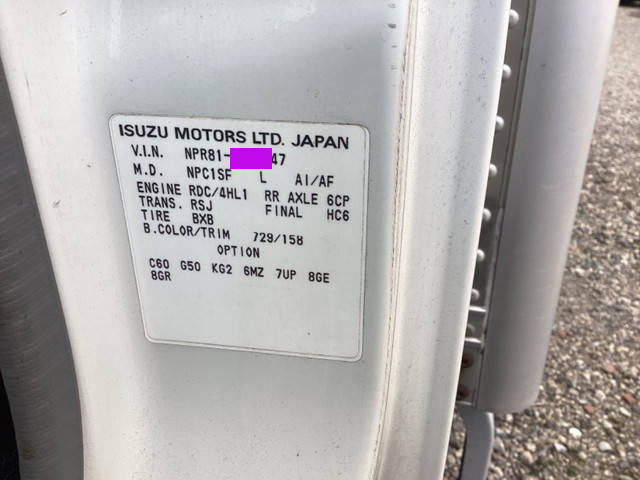 ISUZU MOTORS LTD. JAPAN
V.I.N. NPR81- 47
M.D. NPC1SF L AI/AF
ENGINE RDC/4HL1 RR AXLE 6CP
TRANS. RSJ FINAL HC6
TIRE BXB
B.COLOR/TRIM 729/158
OPTION
C60 G50 KG2 6MZ 7UP 8GE
8GR